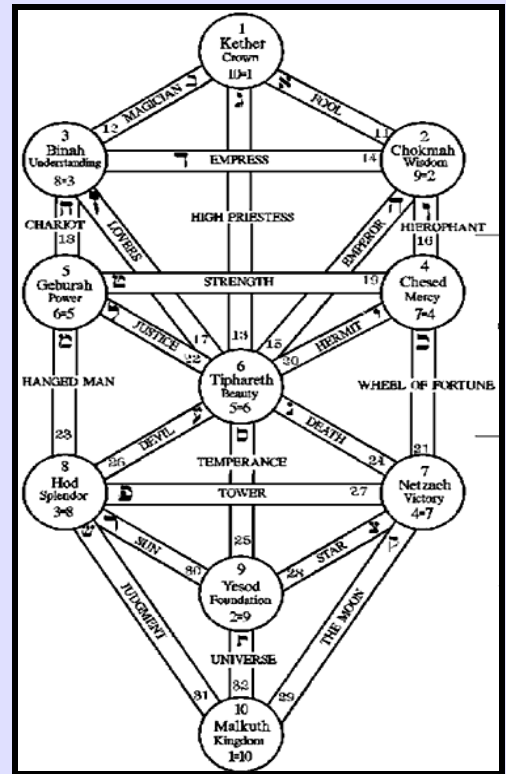 1
Kether
Crown
10=1
MAGICIAN
12
FOOL
11
א
ג
3
Binah
Understanding
8=3
ד
EMPRESS
14
2
Chokmah
Wisdom
9=2
CHARIOT
18
LOVERS
17
HIGH PRIESTESS
13
EMPEROR
15
HIEROPHANT
16
5
Geburah
Power
6=5
STRENGTH
19
4
Chesed
Mercy
7=4
JUSTICE
22
HERMIT
20
6
Tiphareth
Beauty
5=6
HANGED MAN
23
WHEEL OF FORTUNE
21
DEVIL
26
DEATH
24
TEMPERANCE
25
8
Hod
Splendor
3=8
TOWER
27
7
Netzach
Victory
4=7
SUN
30
STAR
28
9
Yesod
Foundation
2=9
JUDGMENT
31
THE MOON
29
ת
UNIVERSE
32
10
Malkuth
Kingdom
1=10